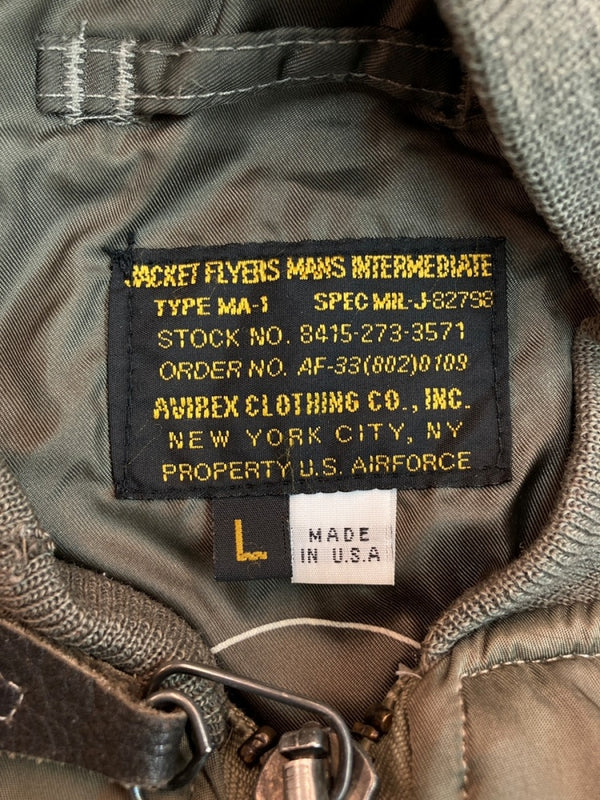 JACKET FLYERS MANS INTERMEDIATE
TYPE MA-1 SPEC MIL-J-82798
STOCK NO. 8415-273-3571
ORDER NO. AF-33(802)0109
AVIREX CLOTHING CO., INC.
NEW YORK CITY, NY
PROPERTY U.S. AIRFORCE
L
MADE
IN U.S.A